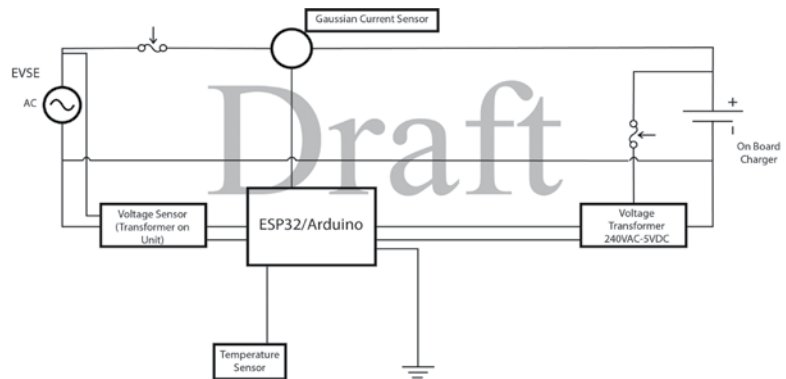 Gaussian Current Sensor
EVSE
AC
Draft
+
On Board
Charger
Voltage Sensor
(Transformer on
Unit)
ESP32/Arduino
Voltage
Transformer
240VAC-5VDC
Temperature
Sensor